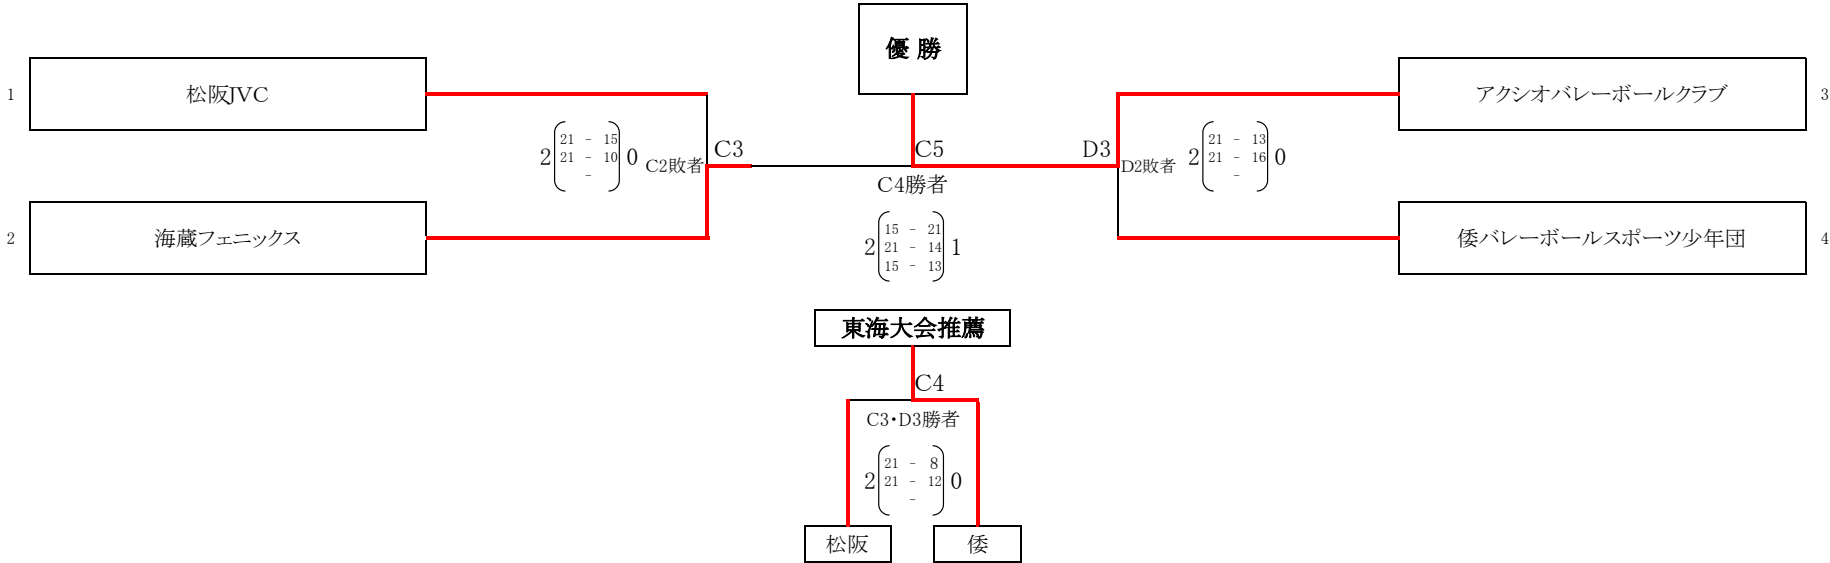 優 勝
1 松阪JVC
アクシオバレーボールクラブ 3
2 21 - 15 0
21 - 10
-
C2敗者 C3
C5
D3
D2敗者 2 21 - 13 0
21 - 16
-
C4勝者
2 海蔵フェニックス
倭バレーボールスポーツ少年団 4
15 - 21
2 21 - 14 1
15 - 13
東海大会推薦
C4
C3・D3勝者
21 - 8
2 21 - 12 0
-
松阪 倭